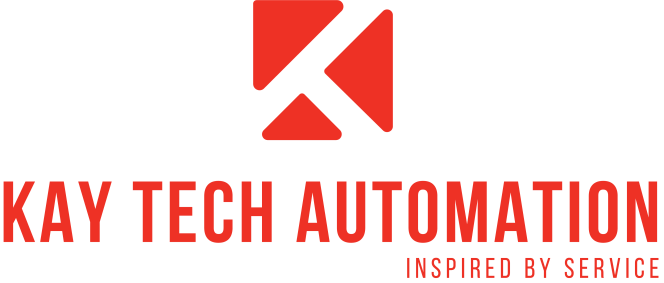 KAY TECH AUTOMATION
INSPIRED BY SERVICE